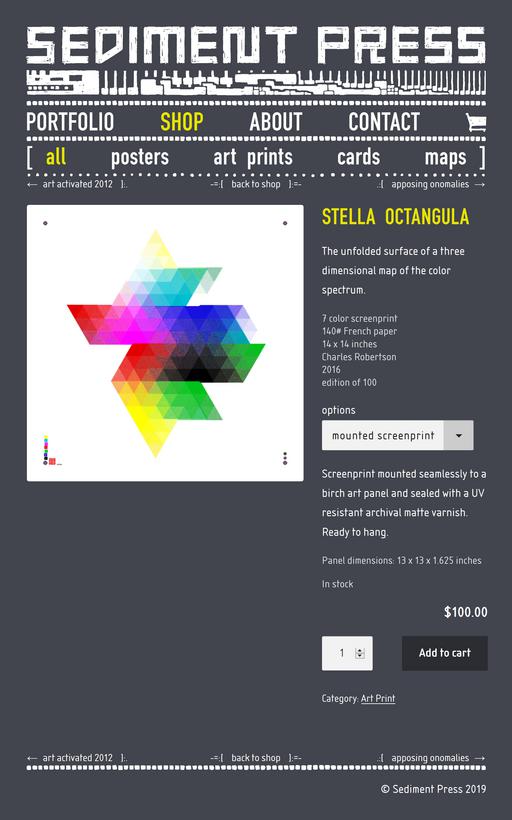 SEDIMENT PRESS
PORTFOLIO SHOP ABOUT CONTACT
[ all posters art prints cards maps ]
← art activated 2012 ]:. -=:[ back to shop ]:=- .:[ apposing onomalies →
STELLA OCTANGULA
The unfolded surface of a three
dimensional map of the color
spectrum.
7 color screenprint
140# French paper
14 x 14 inches
Charles Robertson
2016
edition of 100
options
mounted screenprint
Screenprint mounted seamlessly to a
birch art panel and sealed with a UV
resistant archival matte varnish.
Ready to hang.
Panel dimensions: 13 x 13 x 1.625 inches
In stock
$100.00
1 Add to cart
Category: Art Print
← art activated 2012 ]:. -=:[ back to shop ]:=- .:[ apposing onomalies →
© Sediment Press 2019